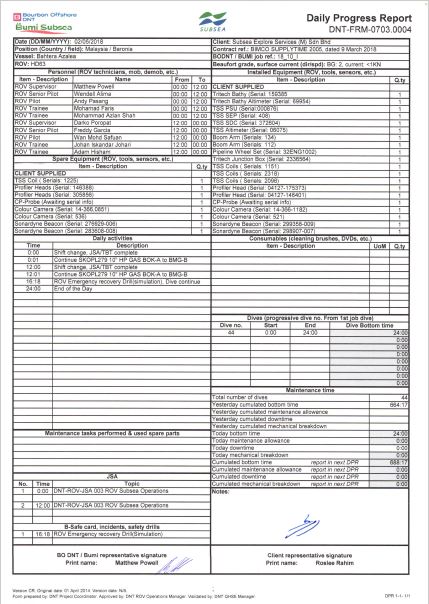 Bourbon Offshore
DNT
Bumi Subsea
SUBSEA
Daily Progress Report
DNT-FRM-0703.0004
Date (DD/MM/YYYY): 02/05/2018
Client: Subsea Explore Services (M) Sdn Bhd
Position (Country / field): Malaysia / Beronia
Contract ref.: BIMCO SUPPLYTIME 2005, dated 9 March 2018
Vessel: Bahtera Azalea
BODNT / BUMI job ref.: 18_10_I
ROV: HD63
Beaufort grade, surface current (dir/spd): BG: 2, current: <1KN
Personnel (ROV technicians, mob, demob, etc.)
Installed Equipment (ROV, tools, sensors, etc.)
Item - Description Name From To
Item - Description Q.ty
ROV Supervisor Matthew Powell 00:00 12:00
CLIENT SUPPLIED
ROV Senior Pilot Wendell Alima 00:00 12:00
Tritech Bathy (Serial: 159385 1
ROV Pilot Andy Pasang 00:00 12:00
Tritech Bathy Altimeter (Serial: 69954) 1
ROV Trainee Mohamad Faris 00:00 12:00
TSS PSU (Serial:000676) 1
ROV Trainee Mohammad Azlan Shah 00:00 12:00
TSS SEP (Serial: 408) 1
ROV Supervisor Darko Poropat 12:00 00:00
TSS SDC (Serial: 372604) 1
ROV Senior Pilot Freddy Garcia 12:00 00:00
TSS Altimeter (Serial: 06075) 1
ROV Pilot Wan Mohd Safuan 12:00 00:00
Boom Arm (Serial: 134) 1
ROV Trainee Johan Iskandar Johari 12:00 00:00
Boom Arm (Serial: 112) 1
ROV Trainee Adam Hisham 12:00 00:00
Pipeline Wheel Set (Serial: 32ENG1002) 1
Spare Equipment (ROV, tools, sensors, etc.)
Tritech Junction Box (Serial: 2336564) 1
Item - Description Q.ty
TSS Coils (Serial: 1151) 1
CLIENT SUPPLIED
TSS Coils (Serial: 2318) 1
TSS Coil ( Serials: 1225) 1
TSS Coils (Serial: 2096) 1
Profiler Heads (Serial: 146388) 1
Profiler Head (Serial: 04127-175373) 1
Profiler Heads (Serial: 305856) 1
Profiler Head (Serial: 04127-146401) 1
CP-Probe (Awaiting serial info) 1
CP-Probe (Awaiting serial info) 1
Colour Camera (Serial: 14-366,0851) 1
Colour Camera (Serial: 14-366-1182) 1
Colour Camera (Serial: 536) 1
Colour Camera (Serial: 521) 1
Sonardyne Beacon (Serial: 276929-006) 1
Sonardyne Beacon (Serial: 299358-009) 1
Sonardyne Beacon (Serial: 283608-008) 1
Sonardyne Beacon (Serial: 298907-007) 1
Daily activities
Consumables (cleaning brushes, DVDs, etc.)
Time Description
Item - Description UoM Q.ty
0:00 Shift change, JSA/TBT complete
0:01 Continue SKOPL279 10" HP GAS BOK-A to BMG-B
12:00 Shift change, JSA/TBT complete
12:01 Continue SKOPL279 10" HP GAS BOK-A to BMG-B
16:18 ROV Emergency recovery Drill(simulation). Dive continue
24:00 End of the Day
Dives (progressive dive no. From 1st job dive)
Dive no. Start End Dive Bottom time
44 0:00 24:00 24:00
0:00
0:00
0:00
0:00
0:00
0:00
0:00
Maintenance time
Total number of dives 44
Yesterday cumulated bottom time 664:17
Yesterday cumulated maintenance allowance
Yesterday cumulated downtime
Yesterday cumulated mechanical breakdown
Maintenance tasks performed & used spare parts
Today bottom time 24:00
Today maintenance allowance 0:00
Today downtime 0:00
Today mechanical breakdown 0:00
Cumulated bottom time report in next DPR 688:17
Cumulated maintenance allowance report in next DPR 0:00
JSA
Cumulated downtime report in next DPR 0:00
No. Time Topic
Cumulated mechanical breakdown report in next DPR 0:00
1 0:00 DNT-ROV-JSA 003 ROV Subsea Operations
Notes:
2 12:00 DNT-ROV-JSA 003 ROV Subsea Operations
B-Safe card, incidents, safety drills
1 16:18 ROV Emergency recovery Drill(Simulation)
BO DNT / Bumi representative signature
Client representative signature
Print name: Matthew Powell
Print name: Roslee Rahim
Version CR, Original date: 01 April 2014. Version date: N/A
DPR 1-1- 1/1
Form prepared by: DNT Project Coordinator. Approved by: DNT ROV Operations Manager. Validated by: DNT QHSE Manager.